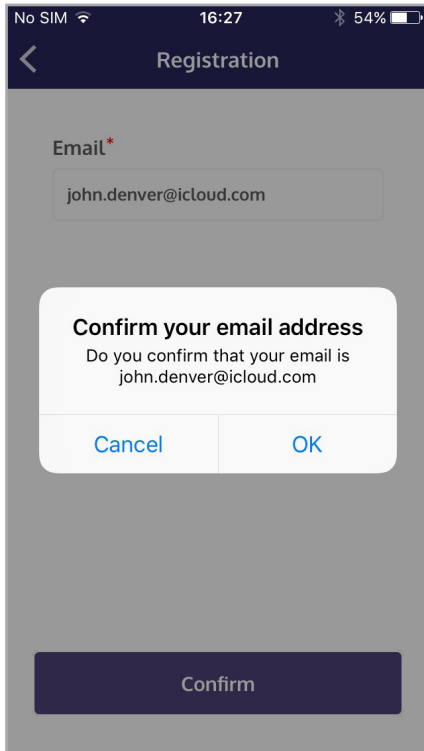 No SIM 16:27 54%
Registration
Email*
john.denver@icloud.com
Confirm your email address
Do you confirm that your email is
john.denver@icloud.com
Cancel OK
Confirm